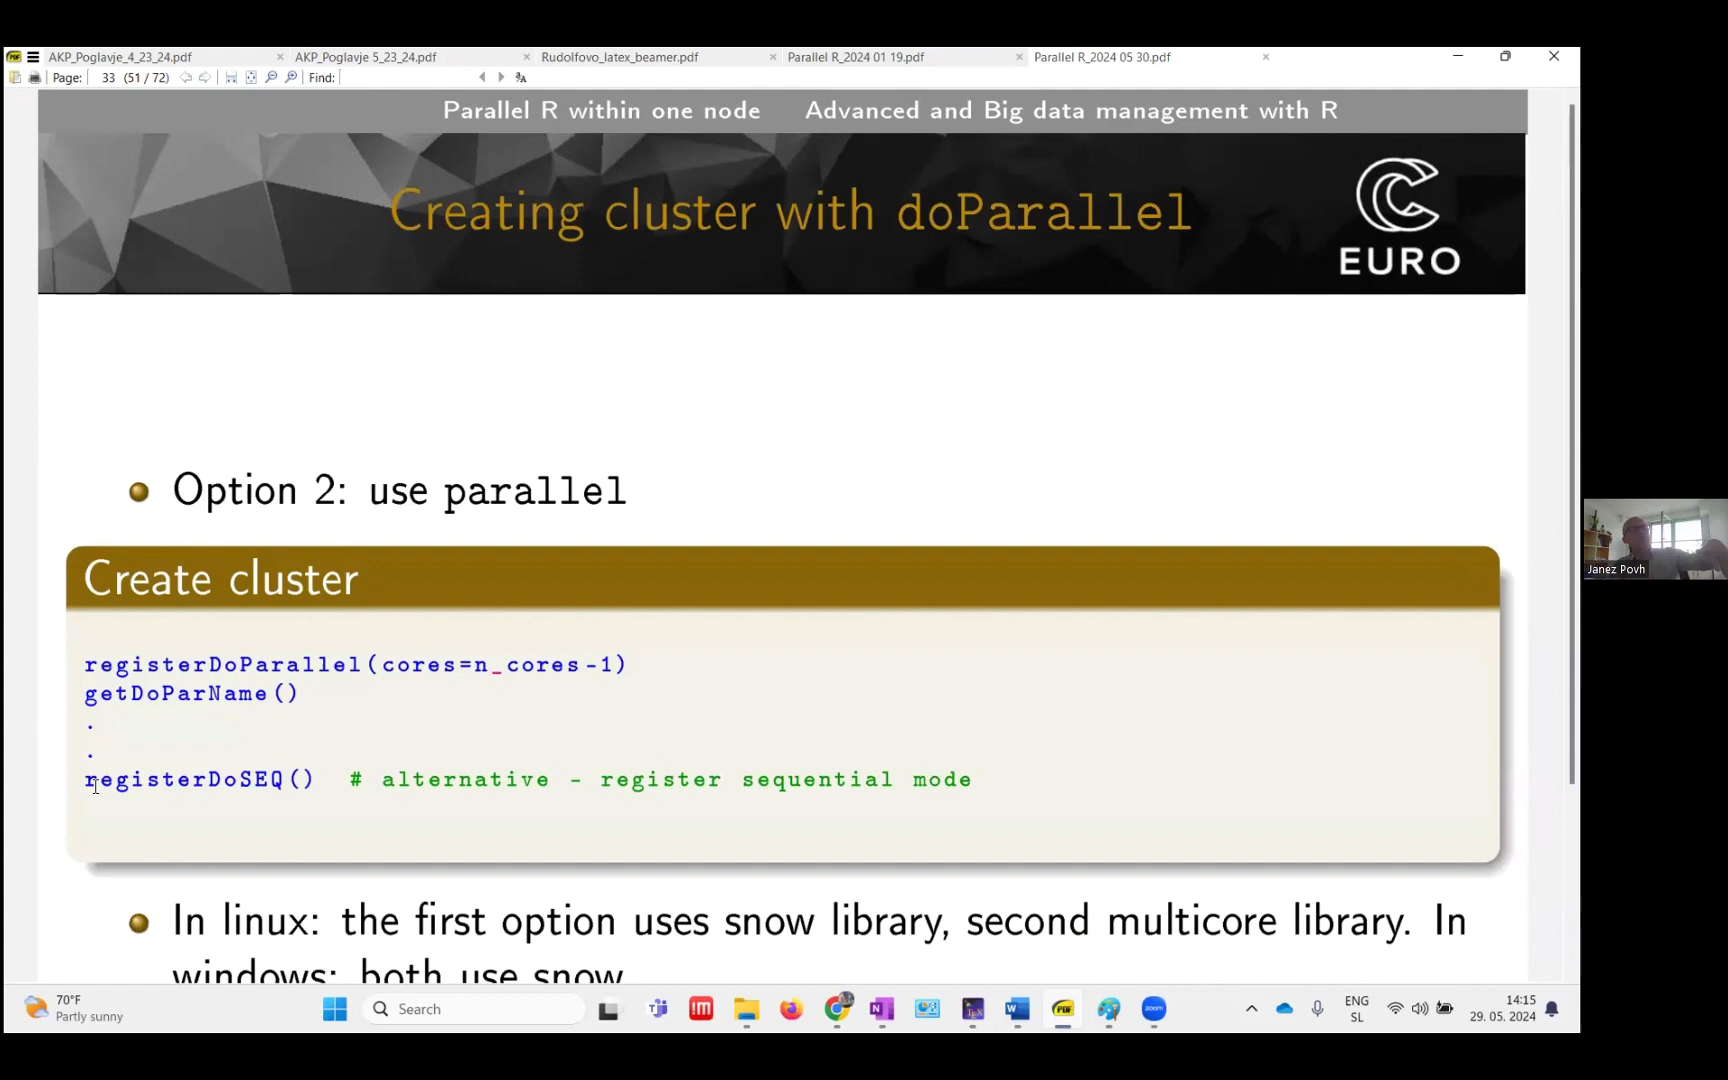 AKP_Poglavje_4_23_24.pdf × AKP_Poglavje 5_23_24.pdf × Rudolfovo_latex_beamer.pdf × Parallel R_2024 01 19.pdf × Parallel R_2024 05 30.pdf ×
Page: 33 (51 / 72) Find:
Parallel R within one node Advanced and Big data management with R
Creating cluster with doParallel
EURO
Option 2: use parallel
Create cluster
registerDoParallel(cores=n_cores-1)
getDoParName()
.
.
registerDoSEQ() # alternative - register sequential mode
In linux: the first option uses snow library, second multicore library. In
windows: both use snow
Janez Povh
70°F
Partly sunny
Search
ENG
SL
14:15
29. 05. 2024